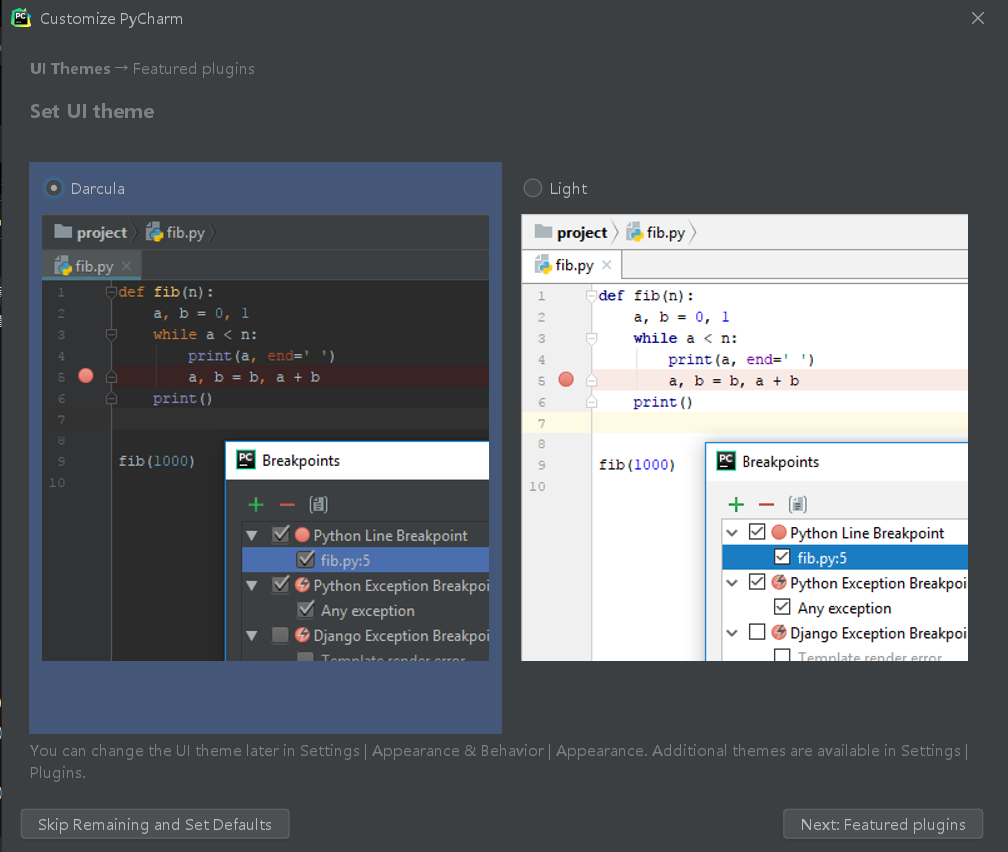 Customize PyCharm
UI Themes → Featured plugins
Set UI theme
Darcula
project fib.py
fib.py
1 def fib(n):
2 a, b = 0, 1
3 while a < n:
4 print(a, end=' ')
5 a, b = b, a + b
6 print()
7
8
9 fib(1000)
10
PC Breakpoints
Python Line Breakpoint
fib.py:5
Python Exception Breakpoi
Any exception
Django Exception Breakpoi
Template render error
Light
project fib.py
fib.py
1 def fib(n):
2 a, b = 0, 1
3 while a < n:
4 print(a, end=' ')
5 a, b = b, a + b
6 print()
7
8
9 fib(1000)
10
PC Breakpoints
Python Line Breakpoint
fib.py:5
Python Exception Breakpoi
Any exception
Django Exception Breakpoi
Template render error
You can change the UI theme later in Settings | Appearance & Behavior | Appearance. Additional themes are available in Settings |
Plugins.
Skip Remaining and Set Defaults
Next: Featured plugins